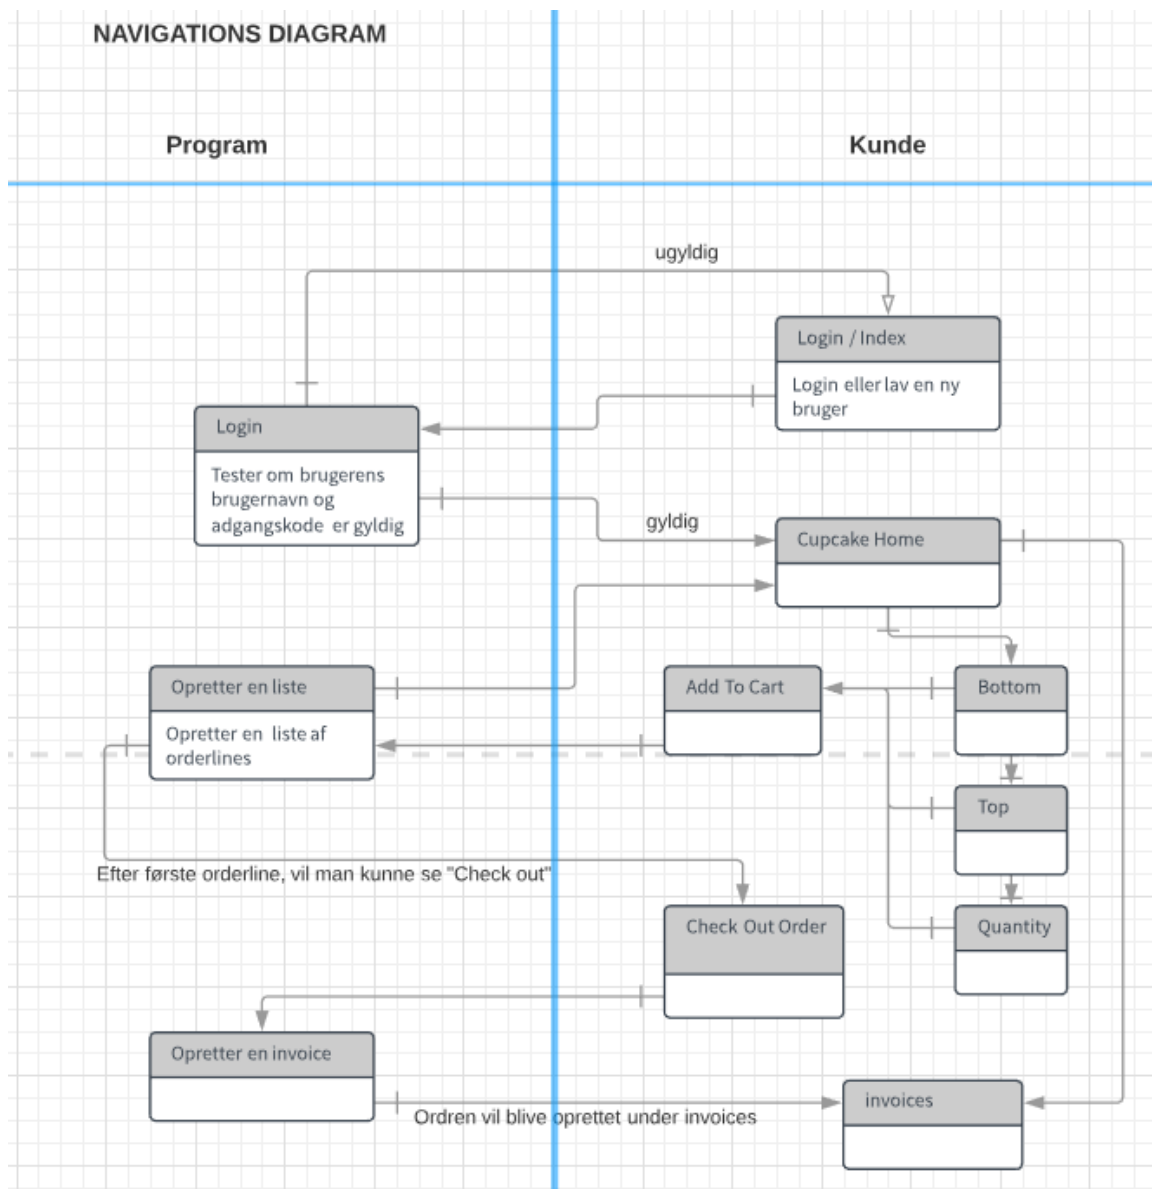 NAVIGATIONS DIAGRAM
Program
Kunde
ugyldig
Login / Index
Login eller lav en ny
bruger
Login
Tester om brugerens
brugernavn og
adgangskode er gyldig
gyldig
Cupcake Home
Opretter en liste
Opretter en liste af
orderlines
Add To Cart
Bottom
Top
Efter første orderline, vil man kunne se "Check out"
Check Out Order
Quantity
Opretter en invoice
Ordren vil blive oprettet under invoices
invoices